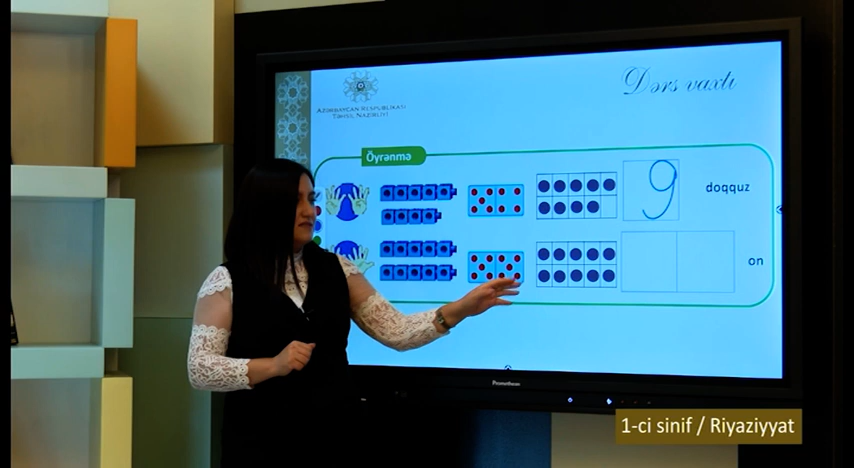 Dərs vaxtı
AZƏRBAYCAN RESPUBLİKASI
TƏHSİL NAZİRLİYİ
Öyrənmə
9
doqquz
on
Promethean
1-ci sinif / Riyaziyyat